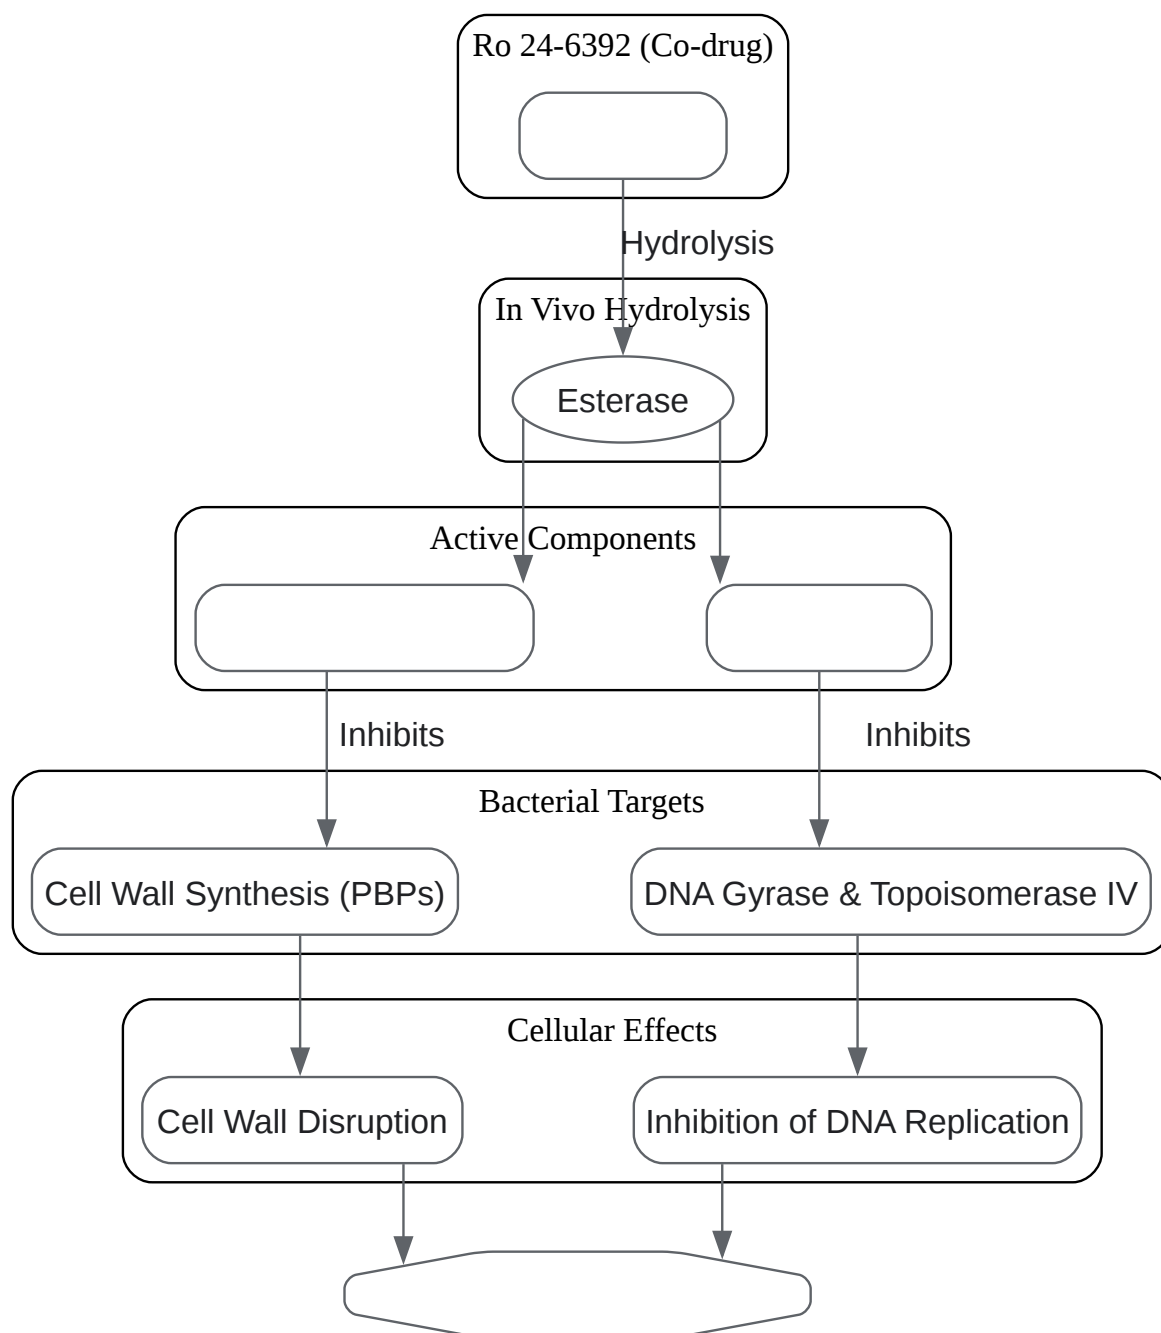 Ro 24-6392 (Co-drug)
Hydrolysis
In Vivo Hydrolysis
Esterase
Active Components
Inhibits
Inhibits
Bacterial Targets
Cell Wall Synthesis (PBPs)
DNA Gyrase & Topoisomerase IV
Cellular Effects
Cell Wall Disruption
Inhibition of DNA Replication